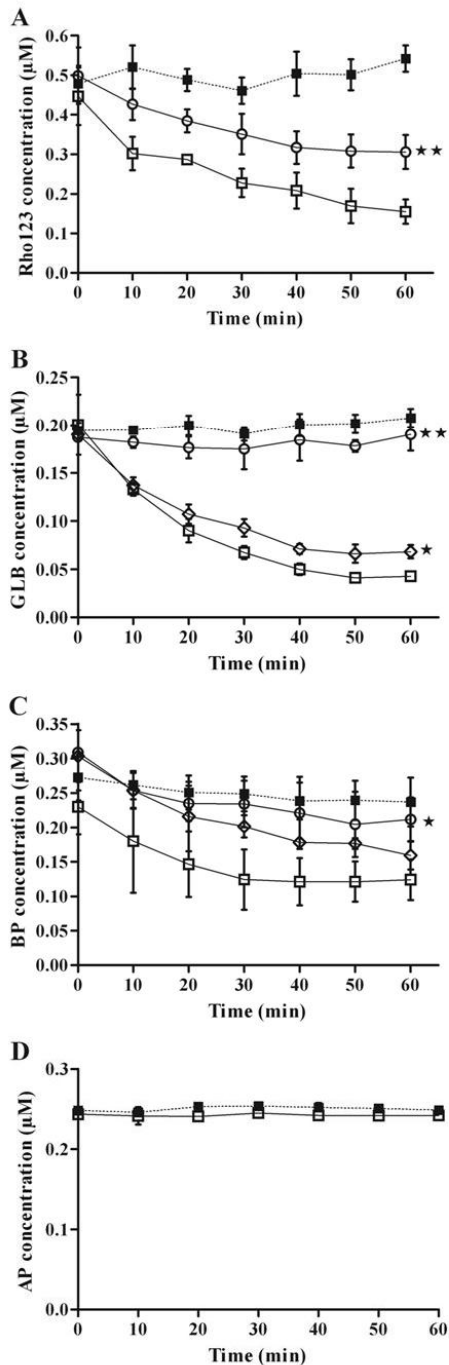 A
Rho123 concentration (μM)
0.6
0.5
0.4
0.3
0.2
0.1
0.0
★★
0 10 20 30 40 50 60
Time (min)
B
GLB concentration (μM)
0.25
0.20
0.15
0.10
0.05
0.00
★★
★
0 10 20 30 40 50 60
Time (min)
C
BP concentration (μM)
0.35
0.30
0.25
0.20
0.15
0.10
0.05
0.00
★
0 10 20 30 40 50 60
Time (min)
D
AP concentration (μM)
0.3
0.2
0.1
0.0
0 10 20 30 40 50 60
Time (min)